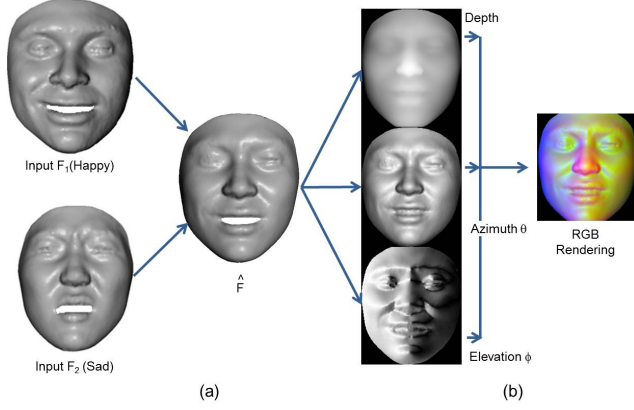 Depth
Input F₁(Happy)
Azimuth θ
RGB
Rendering
^
F
Input F₂ (Sad)
Elevation ϕ
(a)
(b)